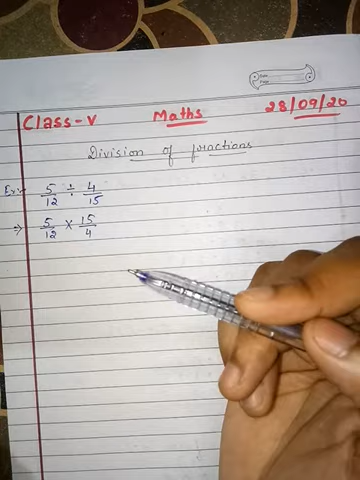 Class-V Maths 28/09/20
Division of fractions
Ex:- 5/12 ÷ 4/15
⇒ 5/12 × 15/4